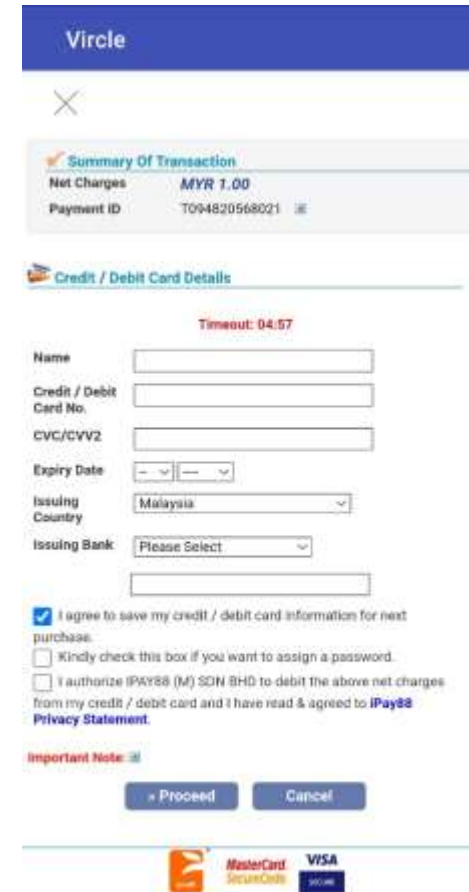 Vircle
Summary Of Transaction
Net Charges MYR 1.00
Payment ID T094820568021
Credit / Debit Card Details
Timeout: 04:57
Name
Credit / Debit
Card No.
CVC/CVV2
Expiry Date -- ----
Issuing
Country
Malaysia
Issuing Bank Please Select
I agree to save my credit / debit card information for next
purchase.
Kindly check this box if you want to assign a password.
I authorize IPAY88 (M) SDN BHD to debit the above net charges
from my credit / debit card and I have read & agreed to iPay88
Privacy Statement.
Important Note:
» Proceed Cancel
MasterCard. VISA
SecureCode SECURE